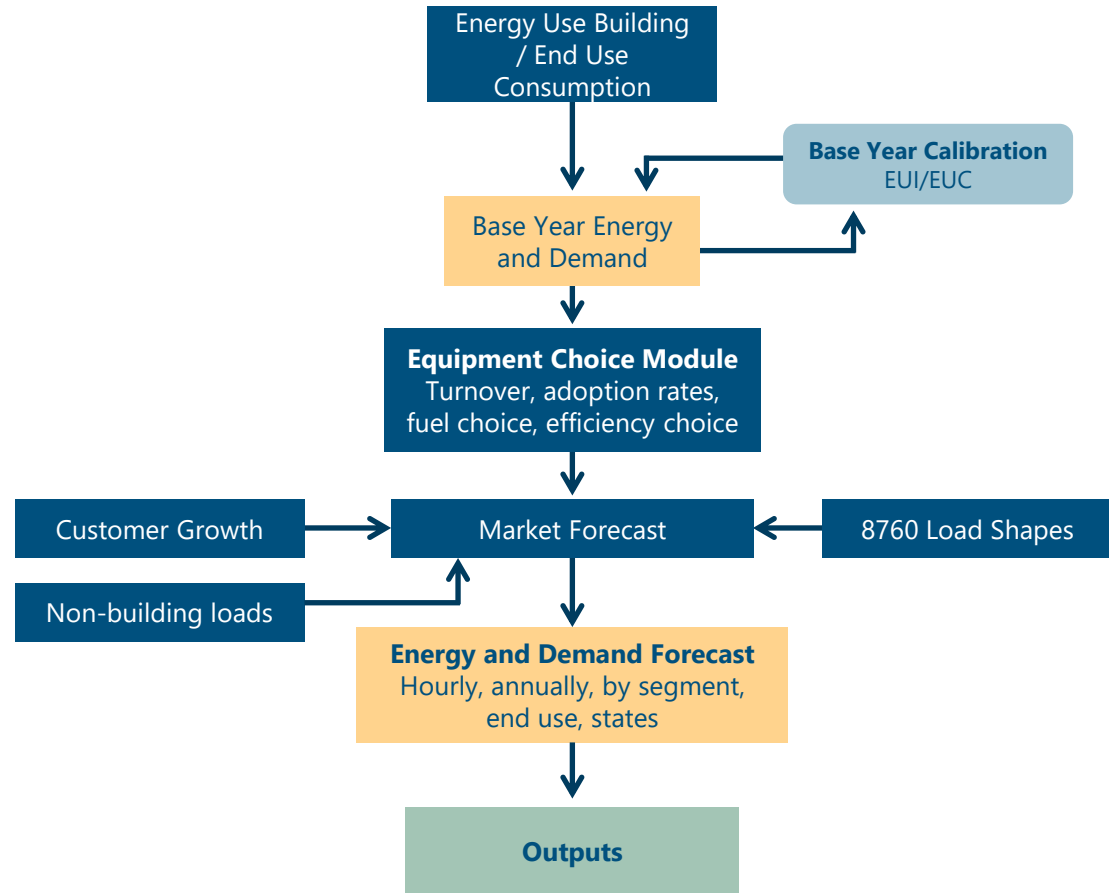 Energy Use Building
/ End Use
Consumption
Base Year Calibration
EUI/EUC
Base Year Energy
and Demand
Equipment Choice Module
Turnover, adoption rates,
fuel choice, efficiency choice
Customer Growth
Market Forecast
8760 Load Shapes
Non-building loads
Energy and Demand Forecast
Hourly, annually, by segment,
end use, states
Outputs